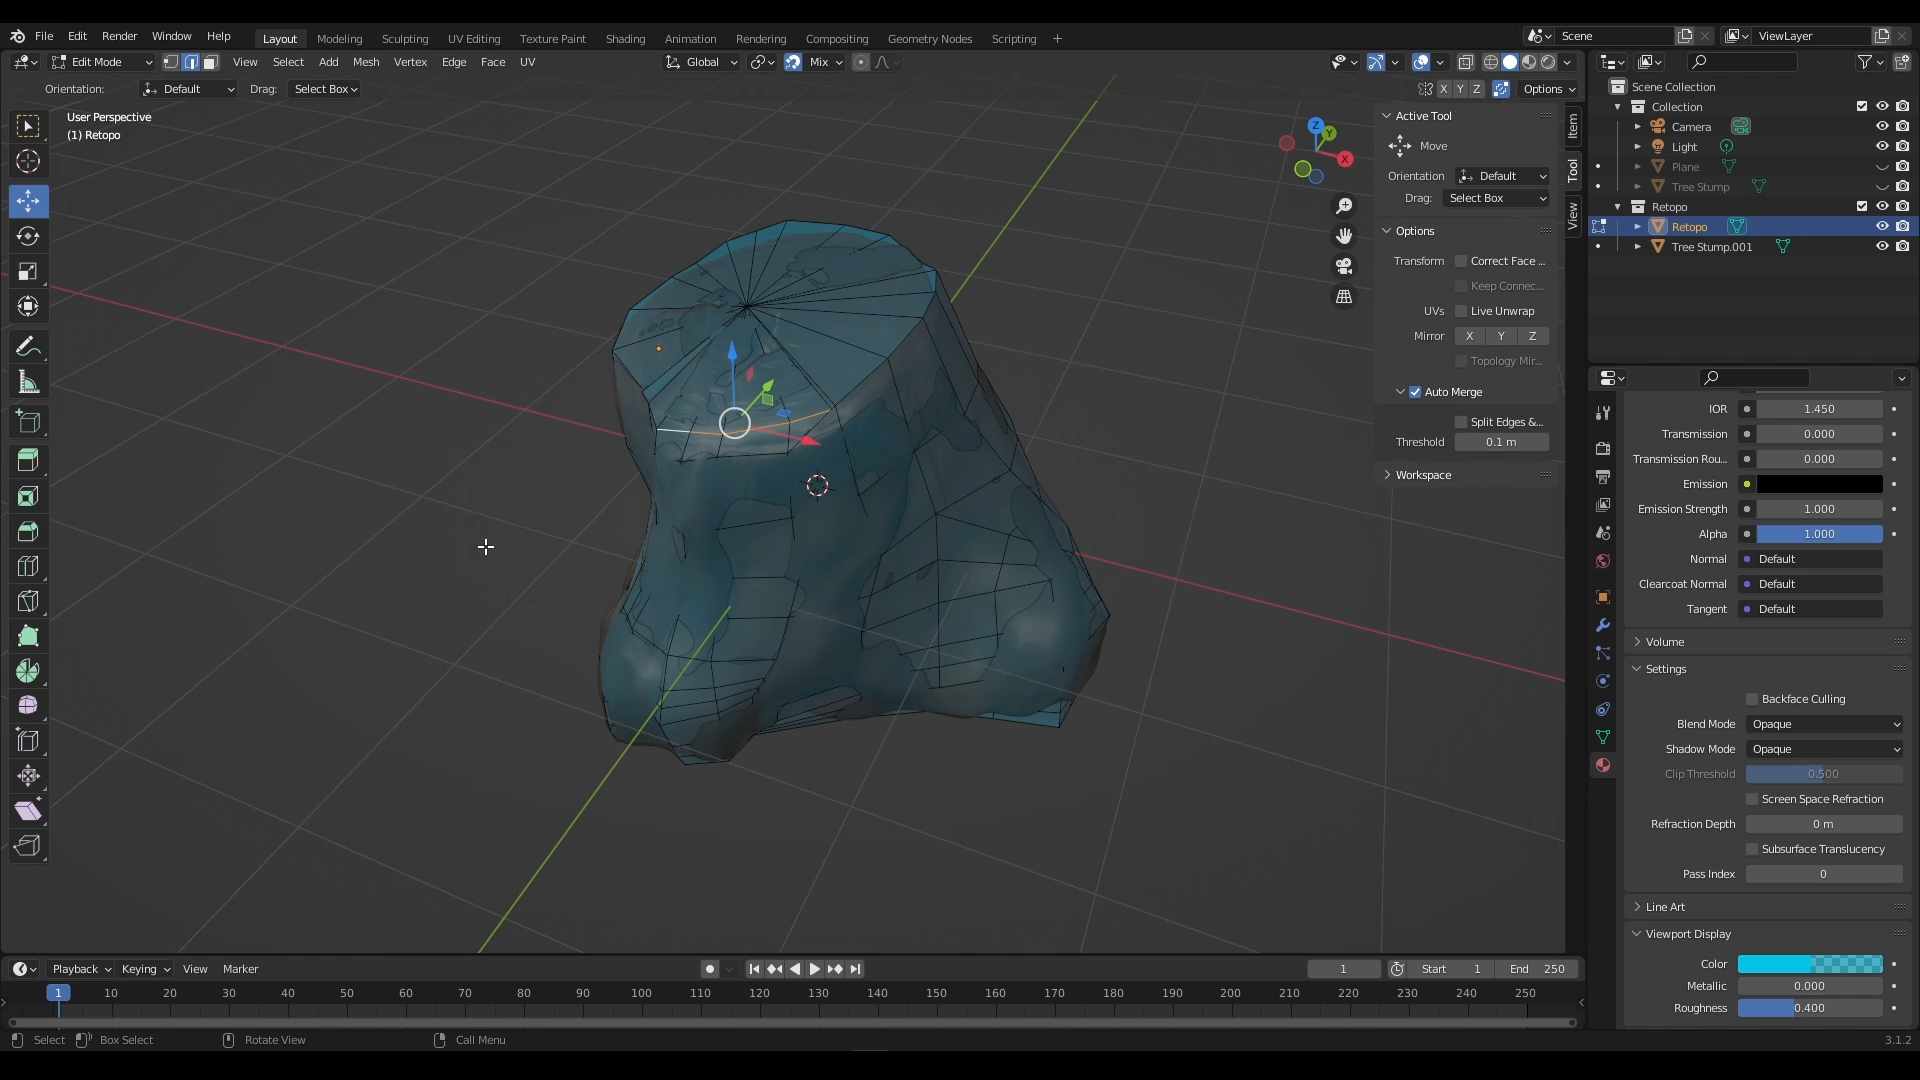 File Edit Render Window Help Layout Modeling Sculpting UV Editing Texture Paint Shading Animation Rendering Compositing Geometry Nodes Scripting + Scene ViewLayer
Edit Mode View Select Add Mesh Vertex Edge Face UV Global Mix
Orientation: Default Drag: Select Box X Y Z Options
User Perspective
(1) Retopo
Z
Y
X
Active Tool
Move
Orientation Default
Drag: Select Box
Options
Transform Correct Face ...
Keep Connec...
UVs Live Unwrap
Mirror X Y Z
Topology Mir...
Auto Merge
Split Edges &...
Threshold 0.1 m
Workspace
Item
Tool
View
Scene Collection
Collection
Camera
Light
Plane
Tree Stump
Retopo
Retopo
Tree Stump.001
IOR 1.450
Transmission 0.000
Transmission Rou... 0.000
Emission
Emission Strength 1.000
Alpha 1.000
Normal Default
Clearcoat Normal Default
Tangent Default
Volume
Settings
Backface Culling
Blend Mode Opaque
Shadow Mode Opaque
Clip Threshold 0.500
Screen Space Refraction
Refraction Depth 0 m
Subsurface Translucency
Pass Index 0
Line Art
Viewport Display
Color
Metallic 0.000
Roughness 0.400
Playback Keying View Marker 1 Start 1 End 250
1 10 20 30 40 50 60 70 80 90 100 110 120 130 140 150 160 170 180 190 200 210 220 230 240 250
Select Box Select Rotate View Call Menu 3.1.2